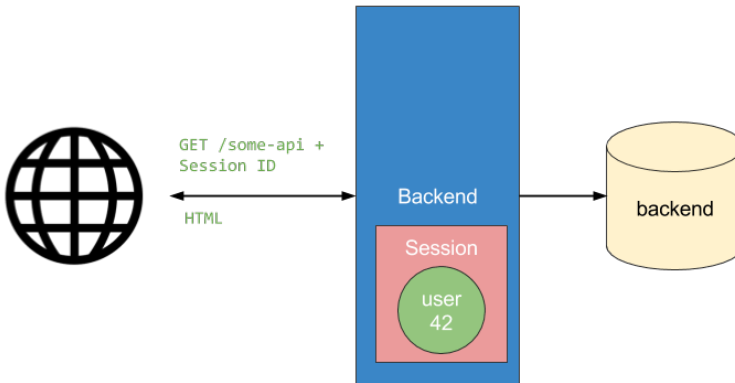 GET /some-api +
Session ID
HTML
Backend
Session
user
42
backend